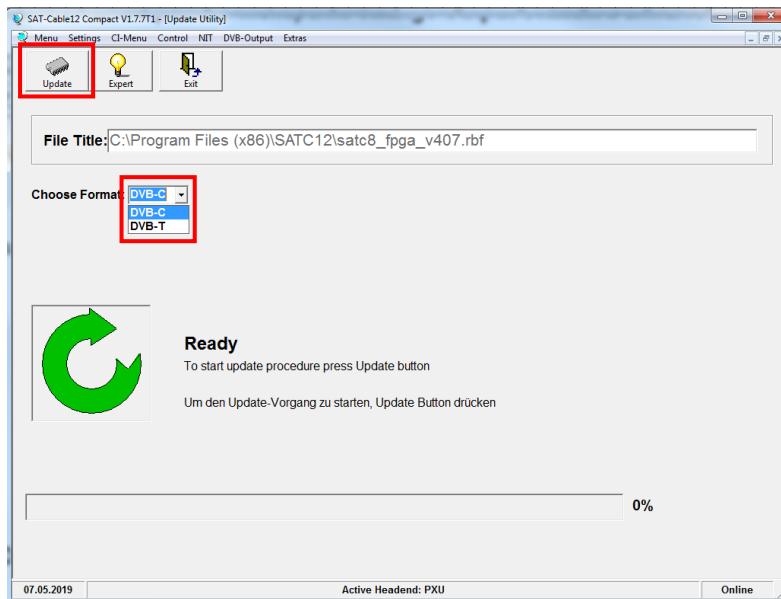 SAT-Cable12 Compact V1.7.7T1 - [Update Utility]
Menu Settings CI-Menu Control NIT DVB-Output Extras
Update Expert Exit
File Title: C:\Program Files (x86)\SATC12\satc8_fpga_v407.rbf
Choose Format: DVB-C
DVB-C
DVB-T
Ready
To start update procedure press Update button
Um den Update-Vorgang zu starten, Update Button drücken
0%
07.05.2019 Active Headend: PXU Online